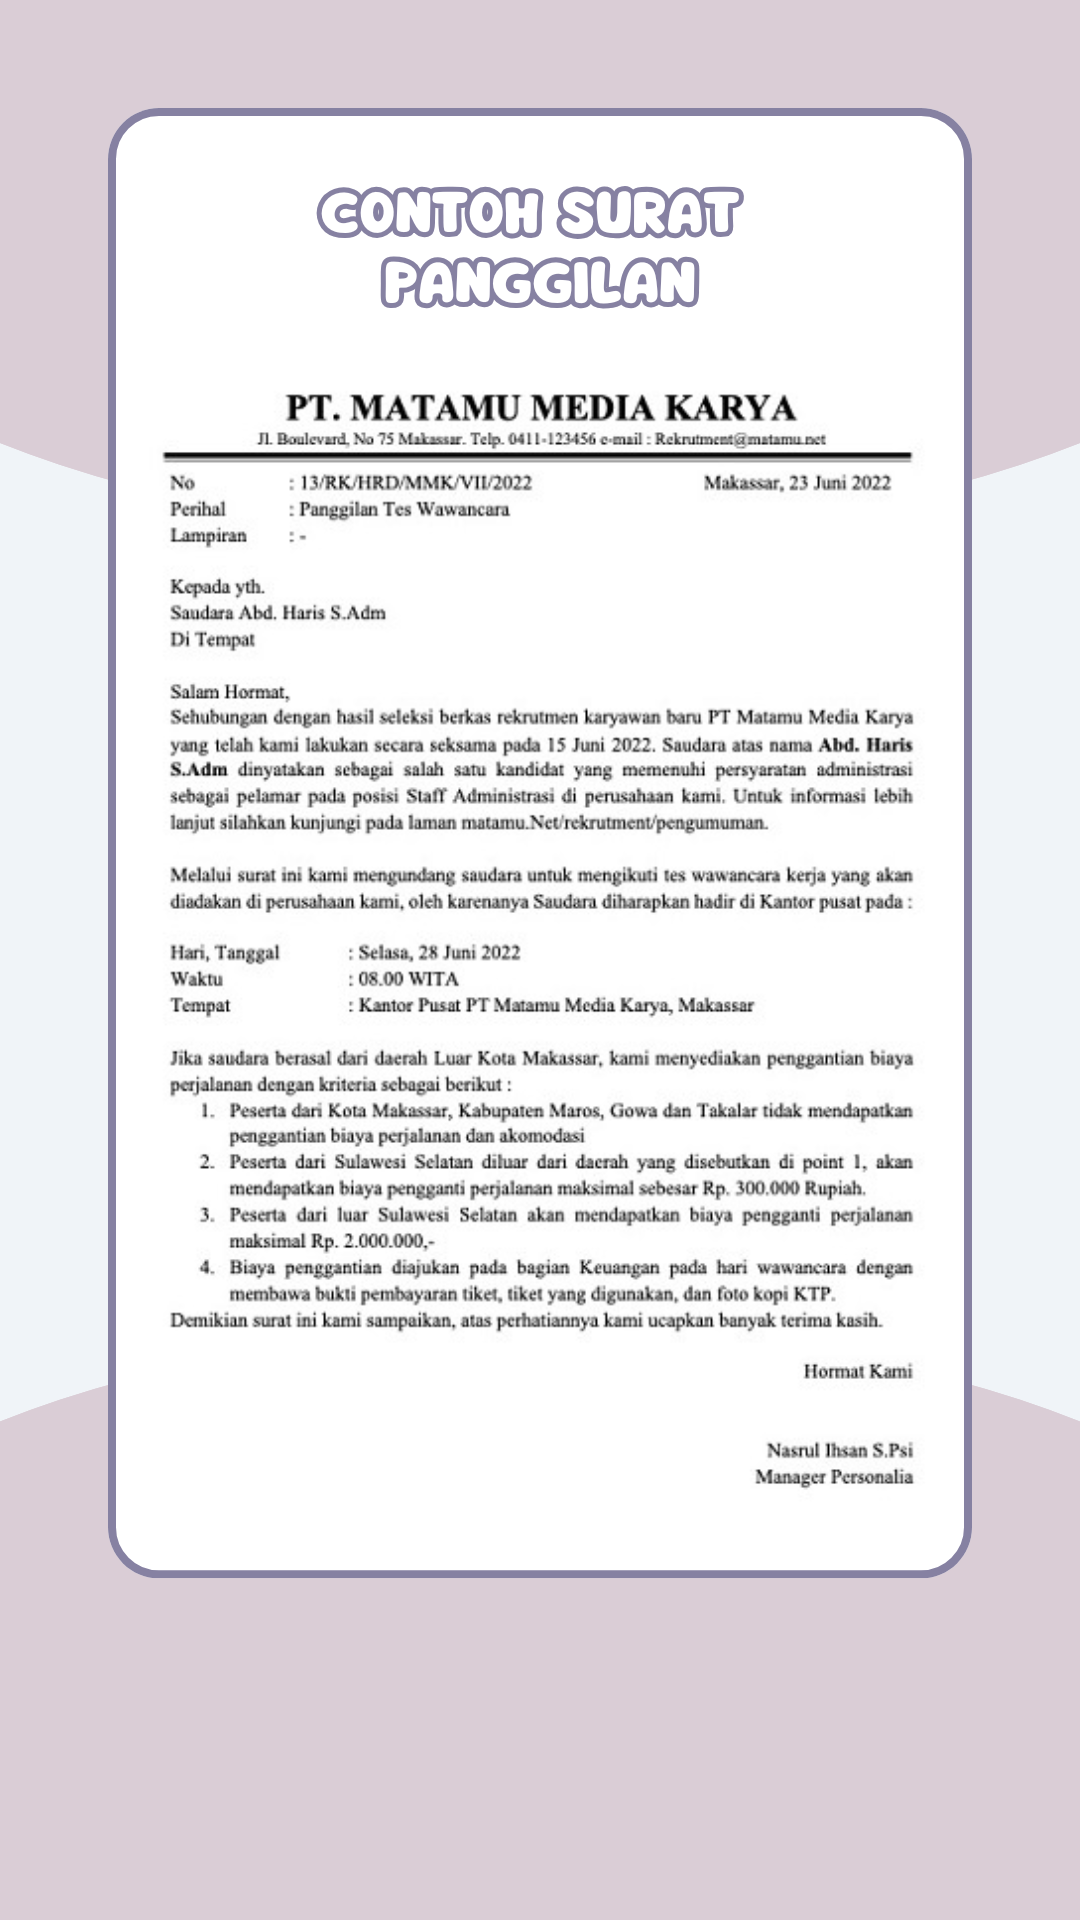 CONTOH SURAT
PANGGILAN
PT. MATAMU MEDIA KARYA
Jl. Boulevard, No 75 Makassar. Telp. 0411-123456 e-mail : Rekrutment@matamu.net
No : 13/RK/HRD/MMK/VII/2022 Makassar, 23 Juni 2022
Perihal : Panggilan Tes Wawancara
Lampiran : -
Kepada yth.
Saudara Abd. Haris S.Adm
Di Tempat
Salam Hormat,
Sehubungan dengan hasil seleksi berkas rekrutmen karyawan baru PT Matamu Media Karya
yang telah kami lakukan secara seksama pada 15 Juni 2022. Saudara atas nama Abd. Haris
S.Adm dinyatakan sebagai salah satu kandidat yang memenuhi persyaratan administrasi
sebagai pelamar pada posisi Staff Administrasi di perusahaan kami. Untuk informasi lebih
lanjut silahkan kunjungi pada laman matamu.Net/rekrutment/pengumuman.
Melalui surat ini kami mengundang saudara untuk mengikuti tes wawancara kerja yang akan
diadakan di perusahaan kami, oleh karenanya Saudara diharapkan hadir di Kantor pusat pada :
Hari, Tanggal : Selasa, 28 Juni 2022
Waktu : 08.00 WITA
Tempat : Kantor Pusat PT Matamu Media Karya, Makassar
Jika saudara berasal dari daerah Luar Kota Makassar, kami menyediakan penggantian biaya
perjalanan dengan kriteria sebagai berikut :
1. Peserta dari Kota Makassar, Kabupaten Maros, Gowa dan Takalar tidak mendapatkan
penggantian biaya perjalanan dan akomodasi
2. Peserta dari Sulawesi Selatan diluar dari daerah yang disebutkan di point 1, akan
mendapatkan biaya pengganti perjalanan maksimal sebesar Rp. 300.000 Rupiah.
3. Peserta dari luar Sulawesi Selatan akan mendapatkan biaya pengganti perjalanan
maksimal Rp. 2.000.000,-
4. Biaya penggantian diajukan pada bagian Keuangan pada hari wawancara dengan
membawa bukti pembayaran tiket, tiket yang digunakan, dan foto kopi KTP.
Demikian surat ini kami sampaikan, atas perhatiannya kami ucapkan banyak terima kasih.
Hormat Kami
Nasrul Ihsan S.Psi
Manager Personalia